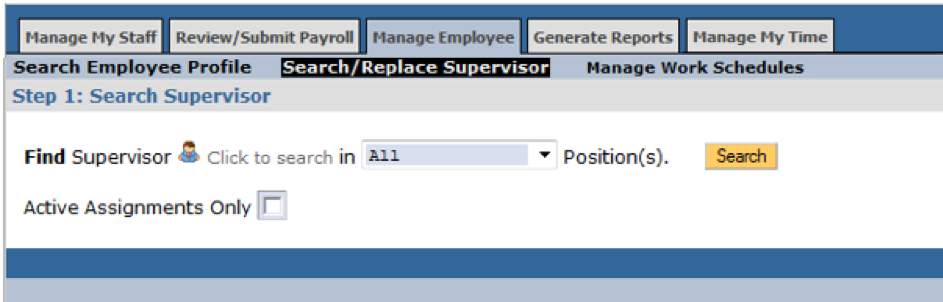 Manage My Staff Review/Submit Payroll Manage Employee Generate Reports Manage My Time
Search Employee Profile Search/Replace Supervisor Manage Work Schedules
Step 1: Search Supervisor
Find Supervisor Click to search in All Position(s). Search
Active Assignments Only